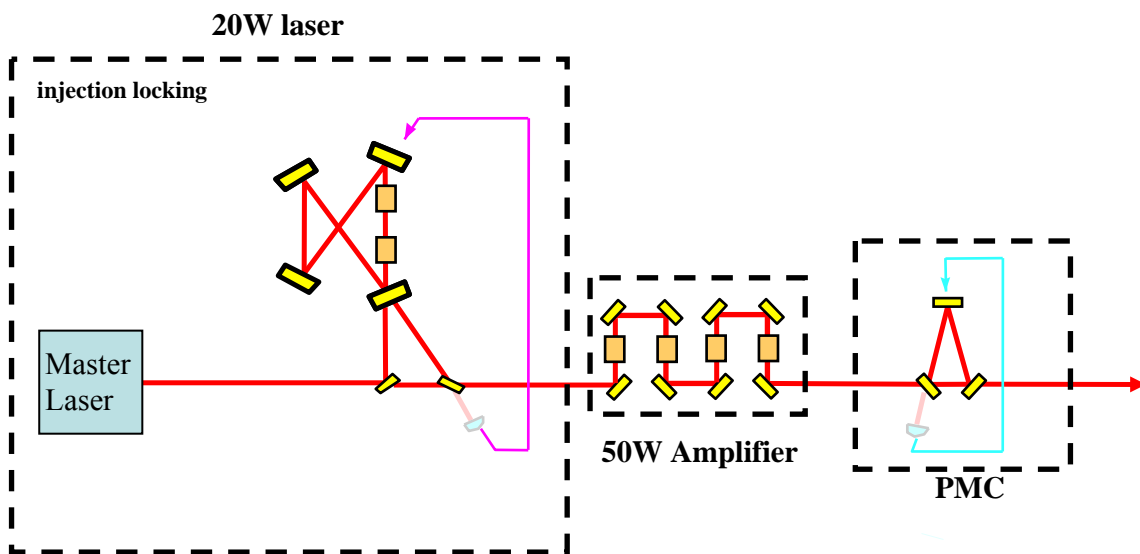 20W laser
injection locking
Master
Laser
50W Amplifier
PMC